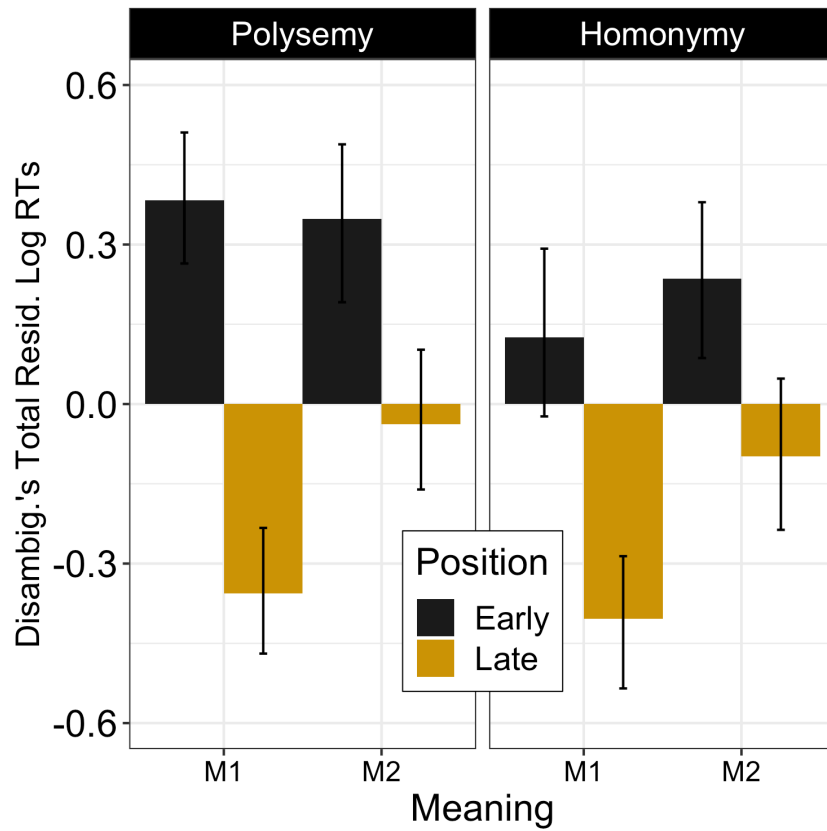 Polysemy
Homonymy
Disambig.'s Total Resid. Log RTs
0.6
0.3
0.0
-0.3
-0.6
Position
Early
Late
M1
M2
M1
M2
Meaning